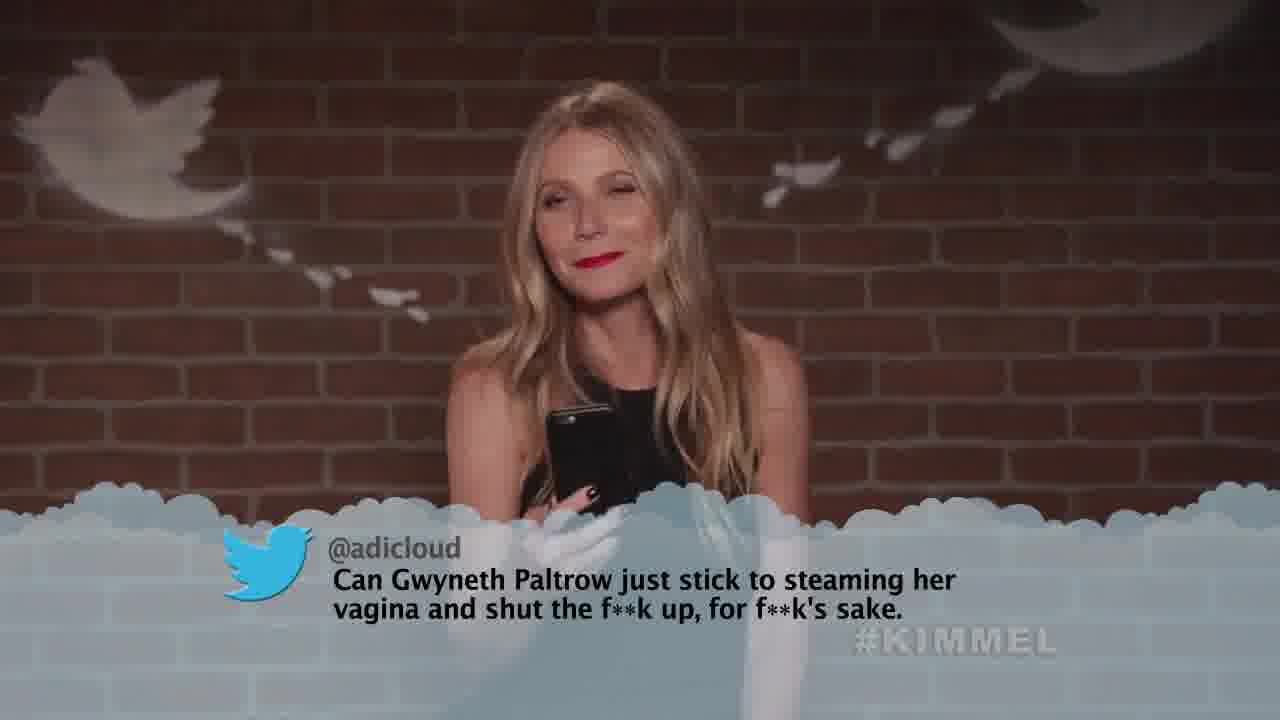 @adicloud
Can Gwyneth Paltrow just stick to steaming her
vagina and shut the f**k up, for f**k's sake.
#KIMMEL